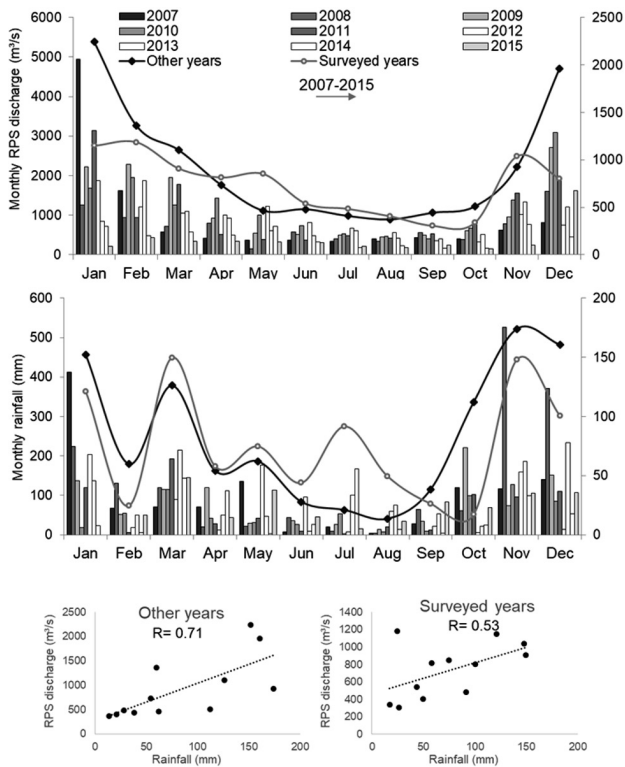 2007 2008 2009
2010 2011 2012
2013 2014 2015
Other years Surveyed years
2007-2015
Monthly RPS discharge (m³/s)
6000 5000 4000 3000 2000 1000 0
2500 2000 1500 1000 500 0
Jan Feb Mar Apr May Jun Jul Aug Sep Oct Nov Dec
Monthly rainfall (mm)
600 500 400 300 200 100 0
200 150 100 50 0
Jan Feb Mar Apr May Jun Jul Aug Sep Oct Nov Dec
Other years
R= 0.71
RPS discharge (m³/s)
2500 2000 1500 1000 500 0
0 50 100 150 200
Rainfall (mm)
Surveyed years
R= 0.53
RPS discharge (m³/s)
1400 1200 1000 800 600 400 200 0
0 50 100 150 200
Rainfall (mm)